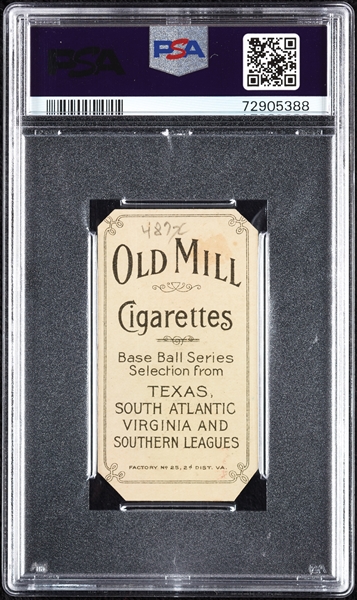 PSA
PSA
72905388
OLD MILL
Cigarettes
Base Ball Series
Selection from
TEXAS,
SOUTH ATLANTIC
VIRGINIA AND
SOUTHERN LEAGUES
FACTORY Nº 25, 2d DIST. VA.